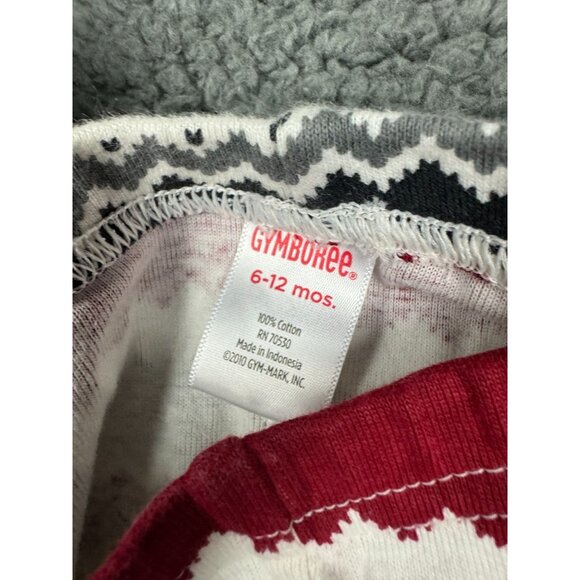 GYMBOREE®
6-12 mos.
100% Cotton
RN 70530
Made in Indonesia
©2010 GYM-MARK, INC.